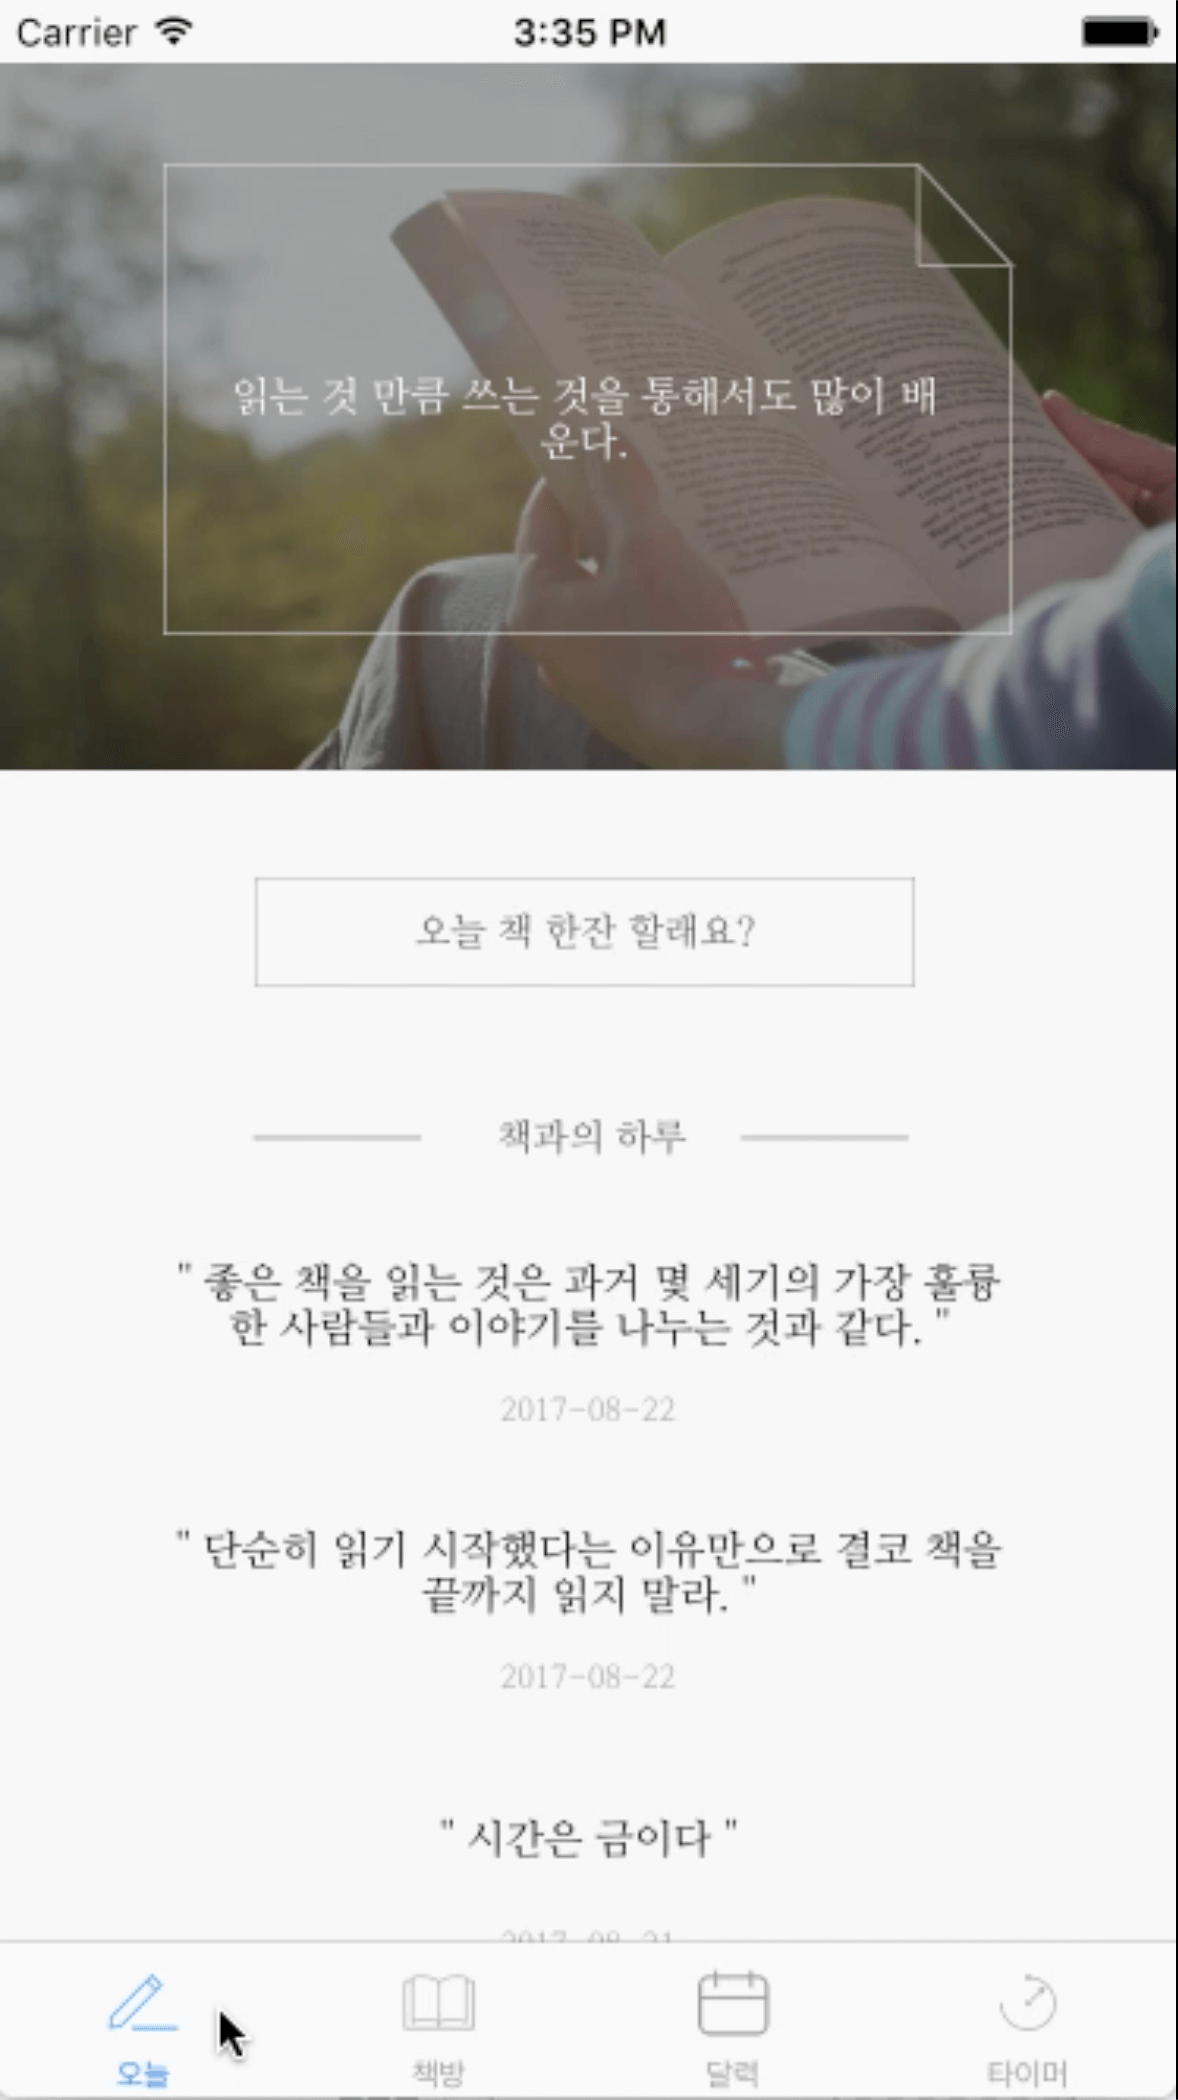 Carrier 3:35 PM
읽는 것 만큼 쓰는 것을 통해서도 많이 배
운다.
오늘 책 한잔 할래요?
책과의 하루
" 좋은 책을 읽는 것은 과거 몇 세기의 가장 훌륭
한 사람들과 이야기를 나누는 것과 같다. "
2017-08-22
" 단순히 읽기 시작했다는 이유만으로 결코 책을
끝까지 읽지 말라. "
2017-08-22
" 시간은 금이다 "
2017-08-21
오늘 책방 달력 타이머